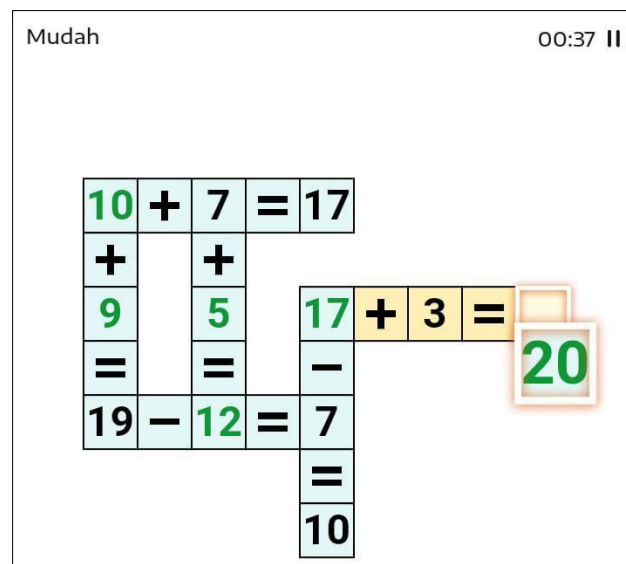 Mudah 00:37
10 + 7 = 17
+ +
9 5 17 + 3 =
= = − 20
19 − 12 = 7
=
10